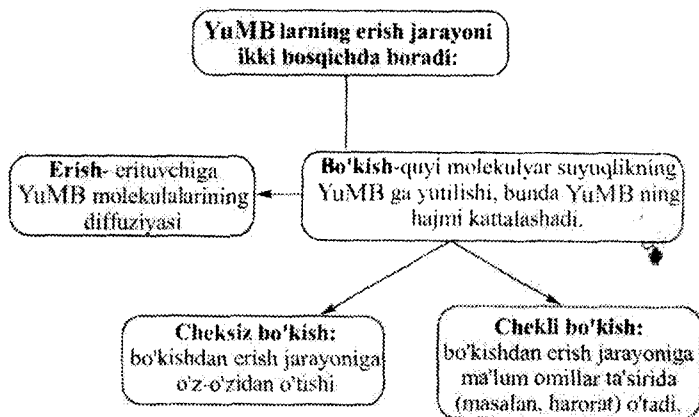 YuMB larning erish jarayoni
ikki bosqichda boradi:
Erish- erituvchiga
YuMB molekulalarining
diffuziyasi
Bo'kish-quyi molekulyar suyuqlikning
YuMB ga yutilishi, bunda YuMB ning
hajmi kattalashadi.
Cheksiz bo'kish:
bo'kishdan erish jarayoniga
o'z-o'zidan o'tishi
Chekli bo'kish:
bo'kishdan erish jarayoniga
ma'lum omillar ta'sirida
(masalan, harorat) o'tadi.